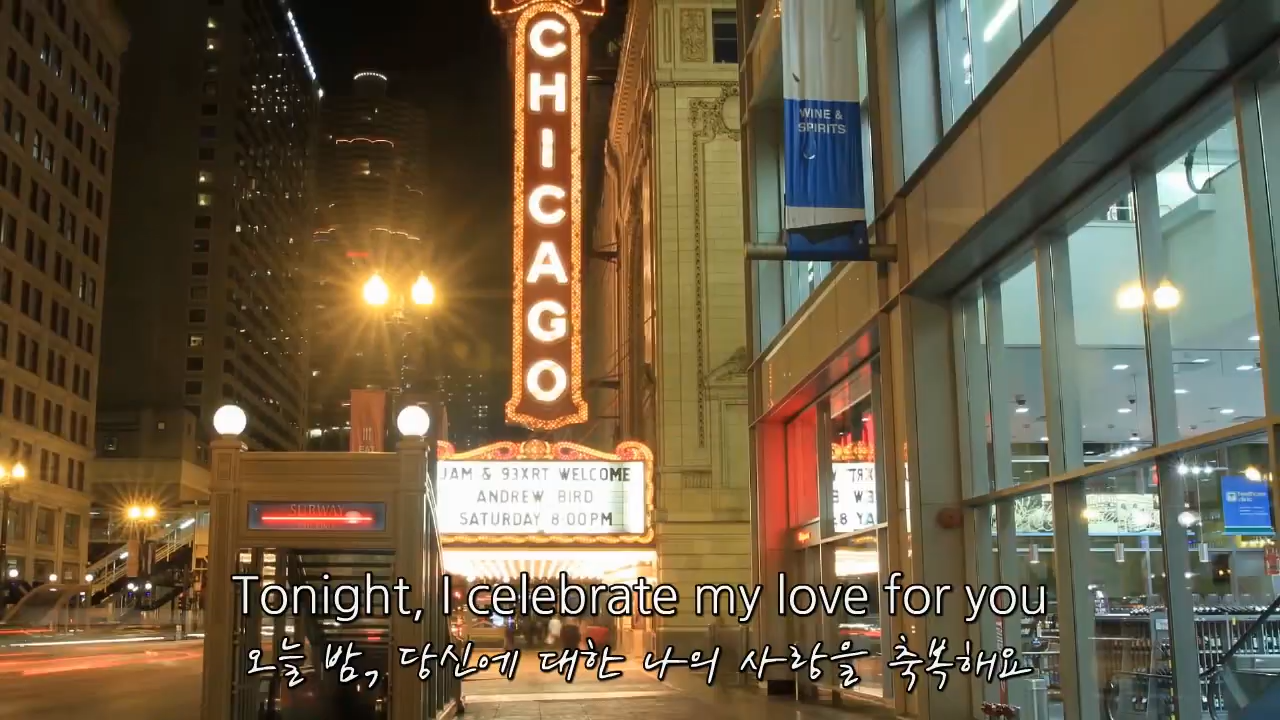 CHICAGO
WINE &
SPIRITS
JAM & 93XRT WELCOME
ANDREW BIRD
SATURDAY 8:00PM
SUBWAY
Tonight, I celebrate my love for you
오늘 밤, 당신에 대한 나의 사랑을 축복해요